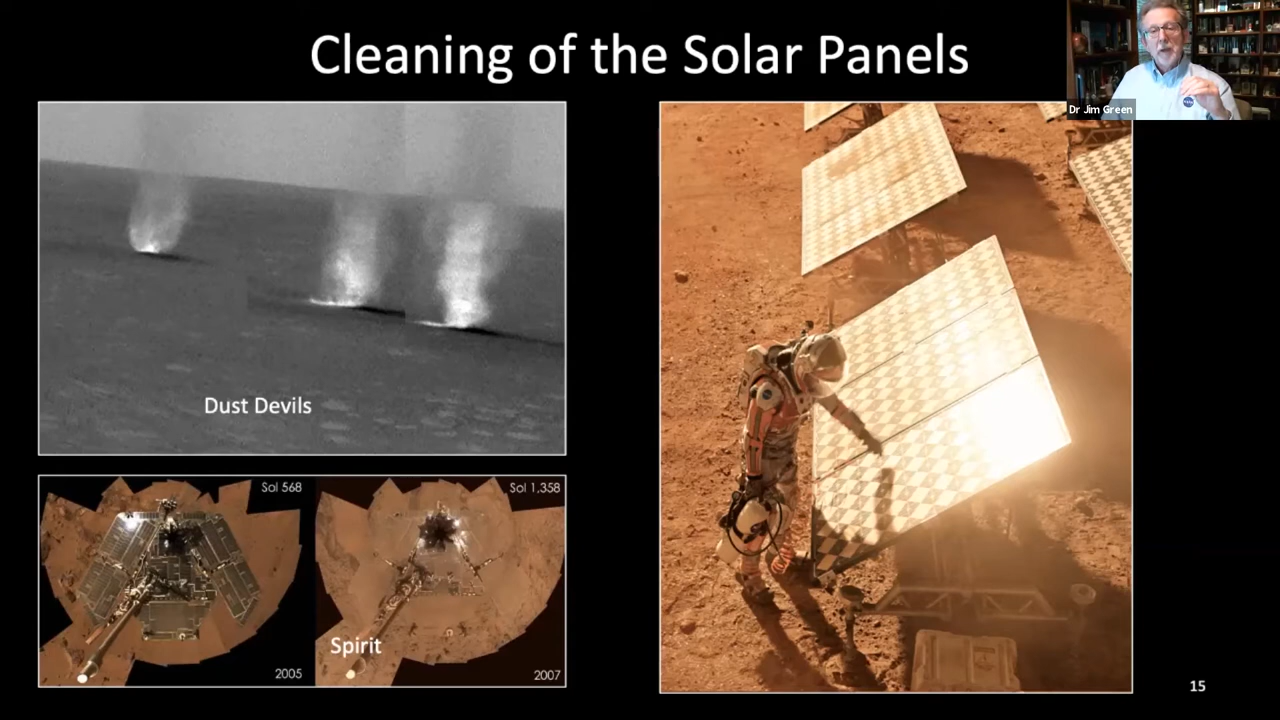 Cleaning of the Solar Panels
Dr Jim Green
Dust Devils
Sol 568
Sol 1,358
Spirit
2005
2007
15